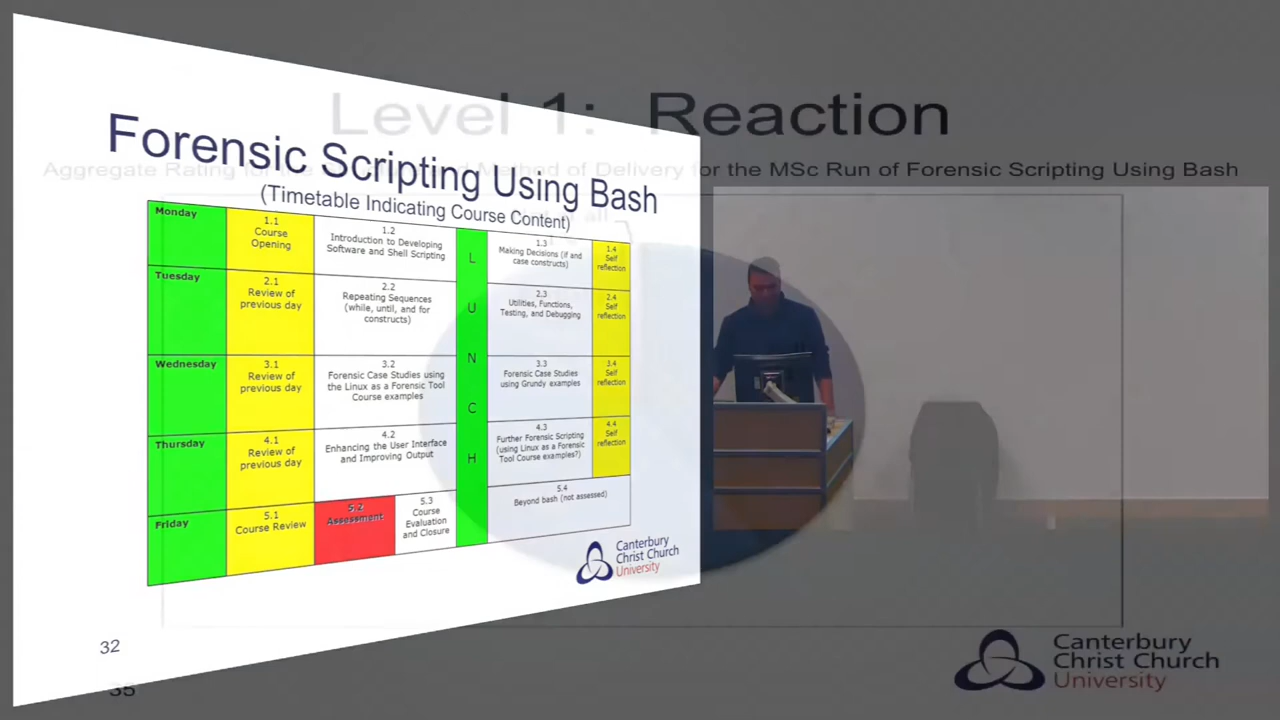 Level 1: Reaction
Aggregate Rating for the
Method of Delivery for the MSc Run of Forensic Scripting Using Bash
Forensic Scripting Using Bash
(Timetable Indicating Course Content)
Monday
1.1
Course
Opening
1.2
Introduction to Developing
Software and Shell Scripting
1.3
Making Decisions (if and
case constructs)
1.4
Self
reflection
Tuesday
2.1
Review of
previous day
2.2
Repeating Sequences
(while, until, and for
constructs)
2.3
Utilities, Functions,
Testing, and Debugging
2.4
Self
reflection
Wednesday
3.1
Review of
previous day
3.2
Forensic Case Studies using
the Linux as a Forensic Tool
Course examples
3.3
Forensic Case Studies
using Grundy examples
3.4
Self
reflection
Thursday
4.1
Review of
previous day
4.2
Enhancing the User Interface
and Improving Output
4.3
Further Forensic Scripting
(using Linux as a Forensic
Tool Course examples?)
4.4
Self
reflection
Friday
5.1
Course Review
5.2
Assessment
5.3
Course
Evaluation
and Closure
L
U
N
C
H
5.4
Beyond bash (not assessed)
Canterbury
Christ Church
University
32
35
Canterbury
Christ Church
University